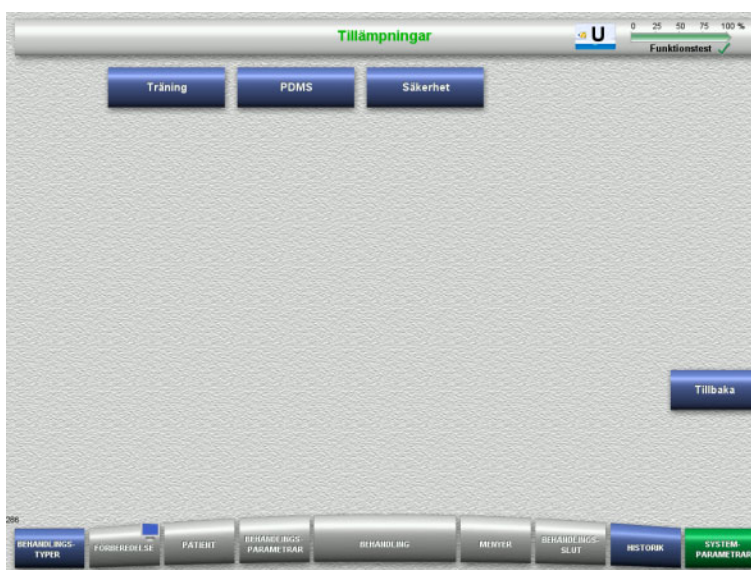 Tillämpningar
U
0 25 50 75 100 %
Funktionstest
Träning PDMS Säkerhet
Tillbaka
286
BEHANDLINGS-
TYPER
FÖRBEREDELSE
PATIENT
BEHANDLINGS-
PARAMETRAR
BEHANDLING
MENYER
BEHANDLINGS-
SLUT
HISTORIK
SYSTEM-
PARAMETRAR